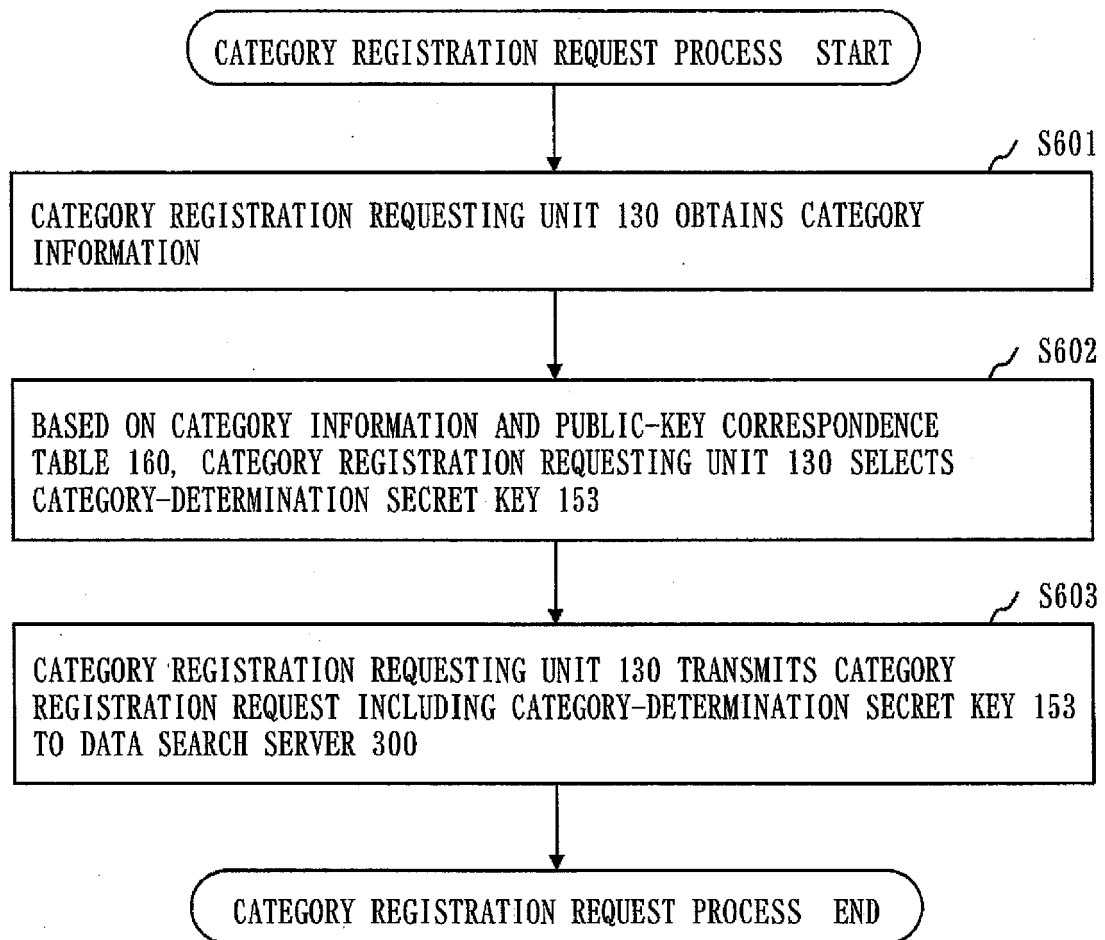 CATEGORY REGISTRATION REQUEST PROCESS START
S601
CATEGORY REGISTRATION REQUESTING UNIT 130 OBTAINS CATEGORY
INFORMATION
S602
BASED ON CATEGORY INFORMATION AND PUBLIC-KEY CORRESPONDENCE
TABLE 160, CATEGORY REGISTRATION REQUESTING UNIT 130 SELECTS
CATEGORY-DETERMINATION SECRET KEY 153
S603
CATEGORY REGISTRATION REQUESTING UNIT 130 TRANSMITS CATEGORY
REGISTRATION REQUEST INCLUDING CATEGORY-DETERMINATION SECRET KEY 153
TO DATA SEARCH SERVER 300
CATEGORY REGISTRATION REQUEST PROCESS END